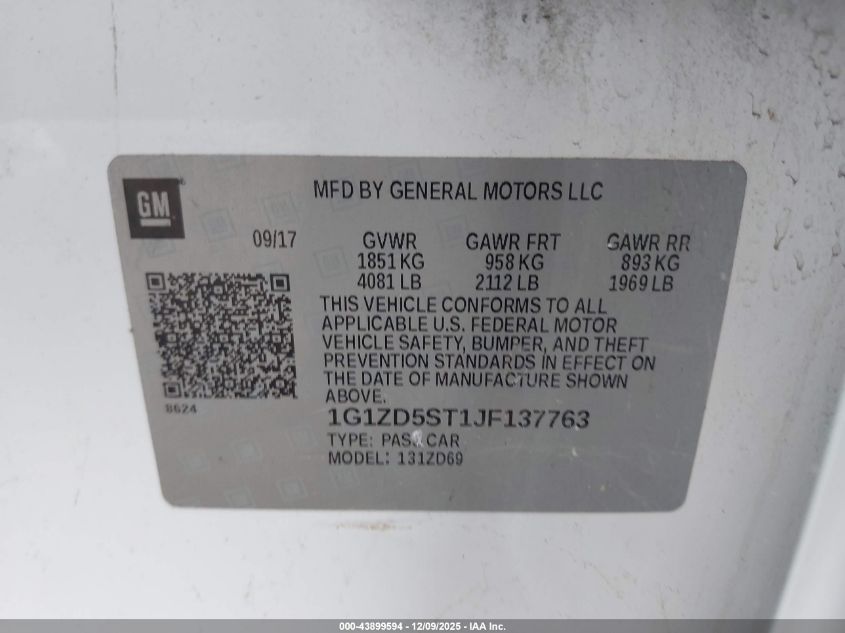 GM
MFD BY GENERAL MOTORS LLC
09/17
GVWR GAWR FRT GAWR RR
1851 KG 958 KG 893 KG
4081 LB 2112 LB 1969 LB
THIS VEHICLE CONFORMS TO ALL
APPLICABLE U.S. FEDERAL MOTOR
VEHICLE SAFETY, BUMPER, AND THEFT
PREVENTION STANDARDS IN EFFECT ON
THE DATE OF MANUFACTURE SHOWN
ABOVE.
8624
1G1ZD5ST1JF137763
TYPE: PASS CAR
MODEL: 131ZD69
000-43899594 - 12/09/2025 - IAA Inc.